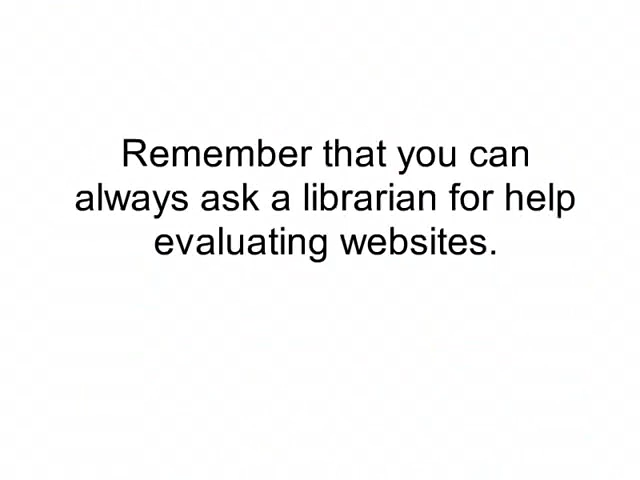 Remember that you can
always ask a librarian for help
evaluating websites.